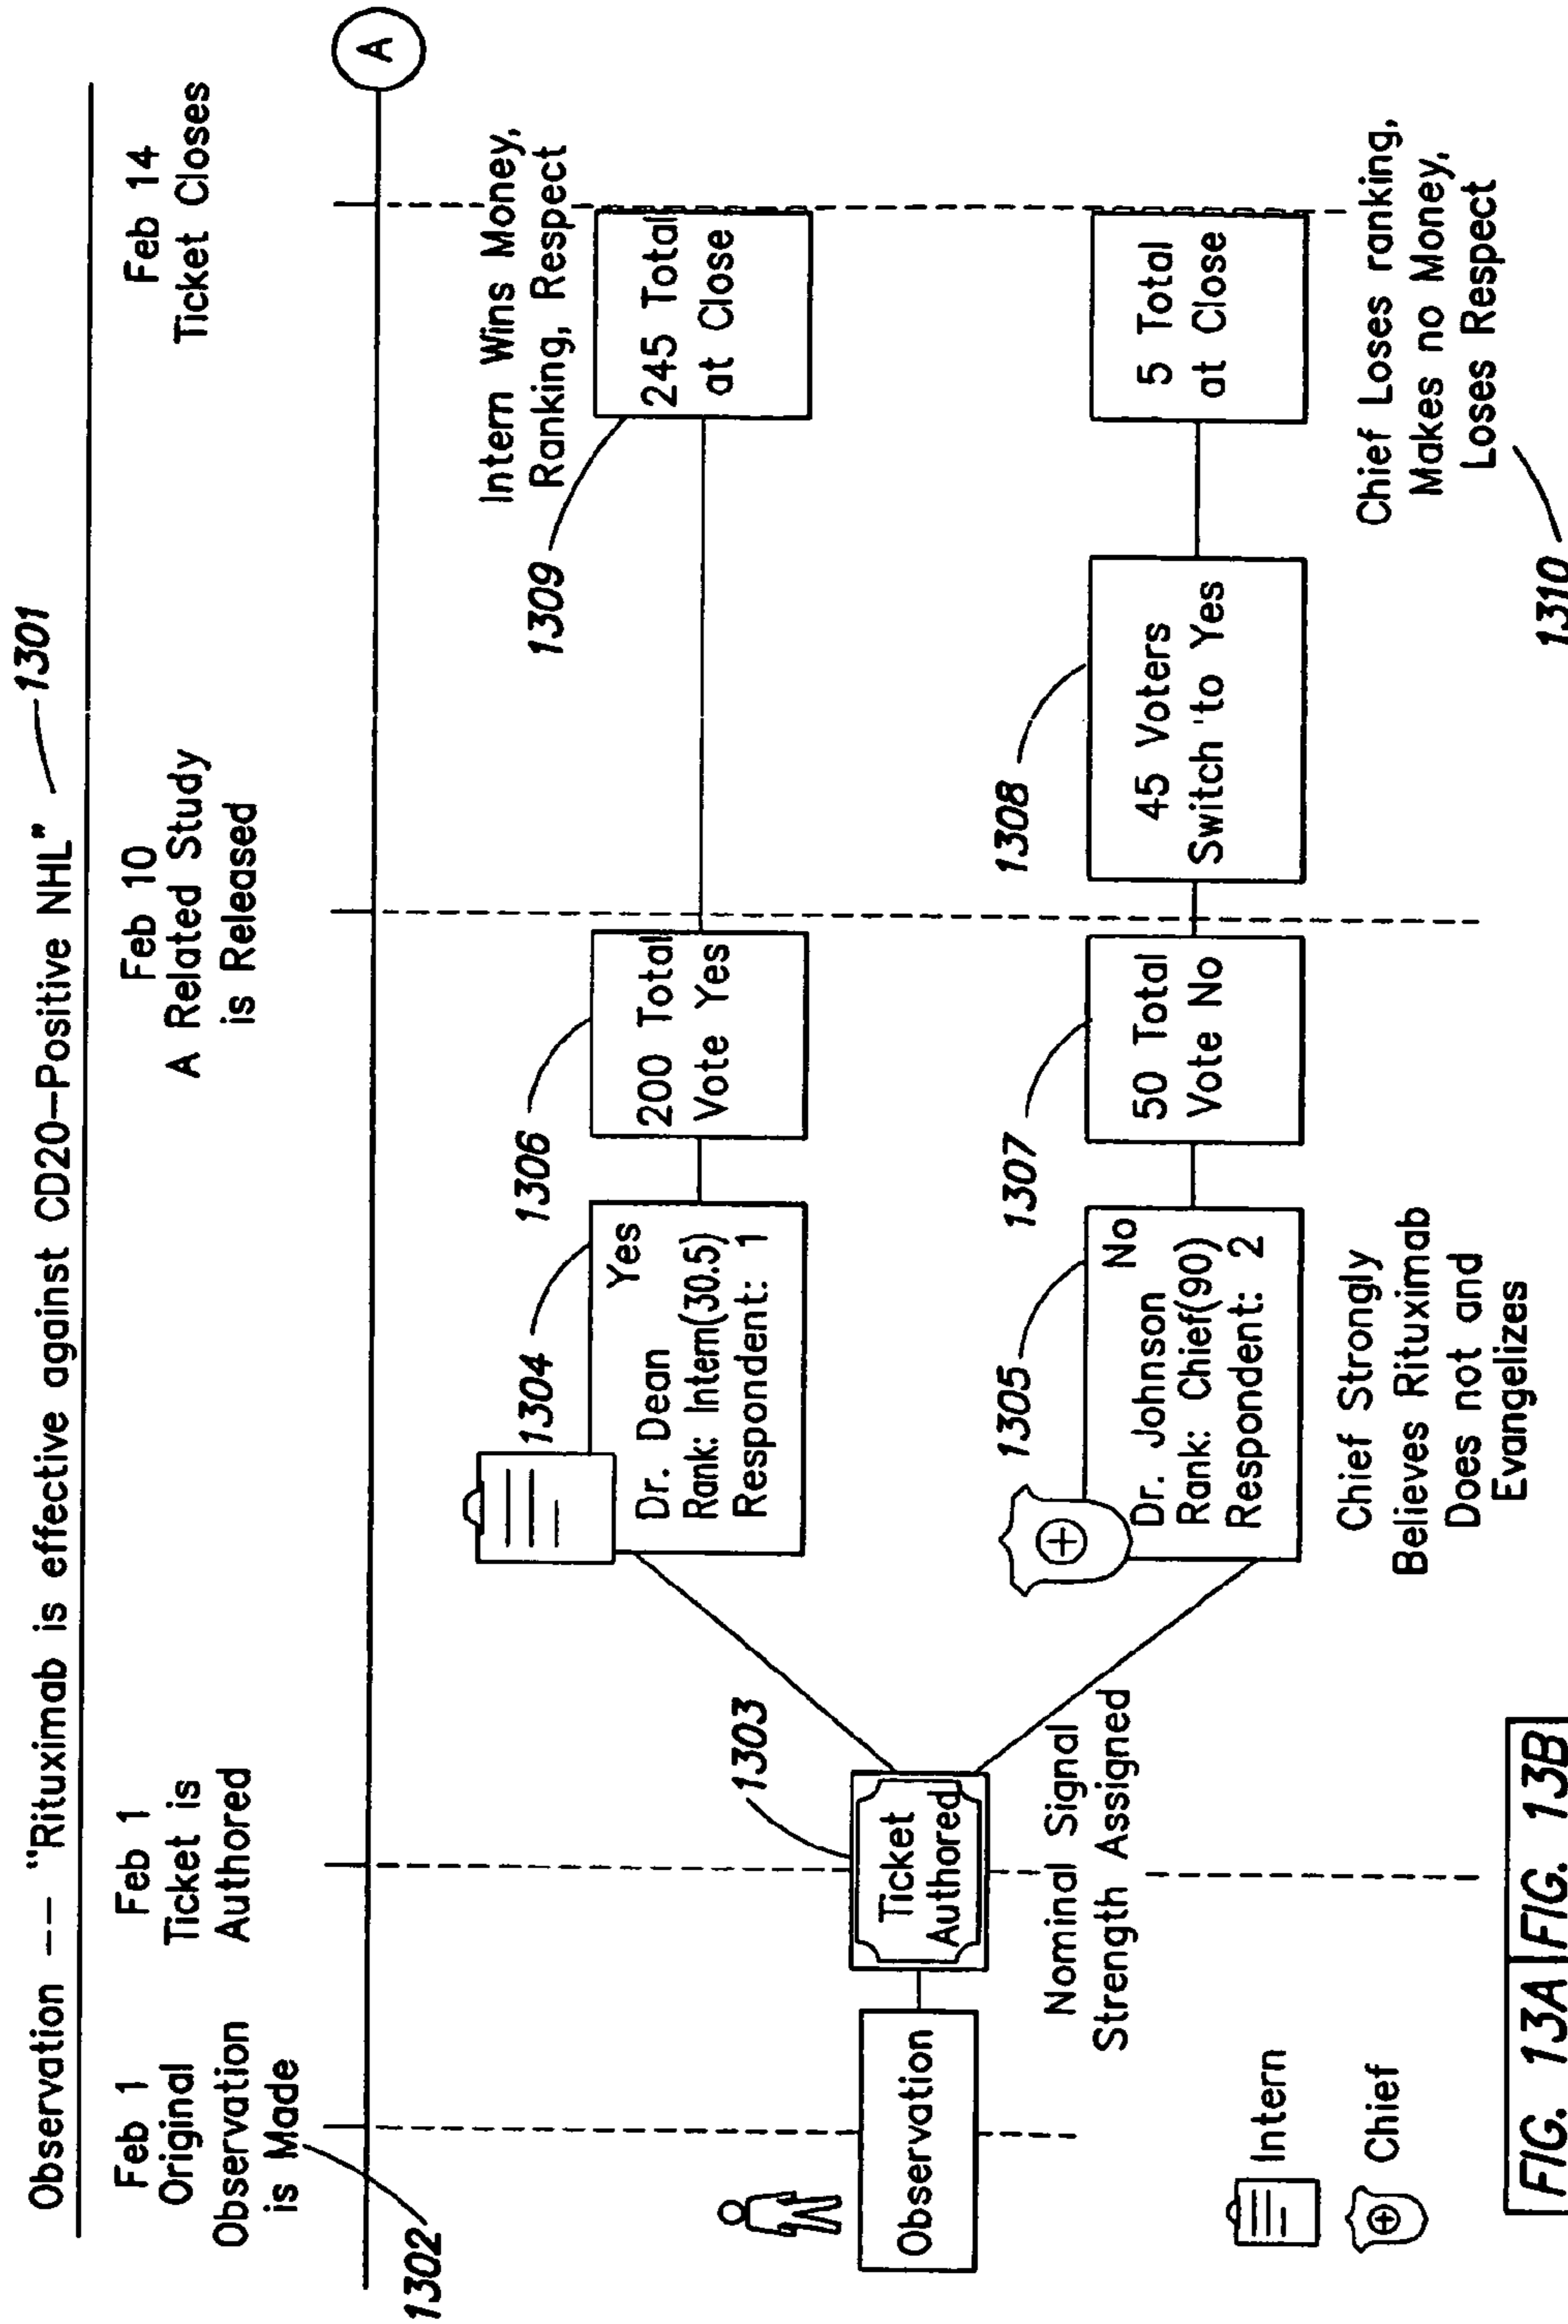 Observation -- "Rituximab is effective against CD20-Positive NHL"
1301
Feb 1
Original
Observation
is Made
1302
Feb 1
Ticket is
Authored
Feb 10
A Related Study
is Released
Feb 14
Ticket Closes
A
Observation
Ticket
Authored
1303
Nominal Signal
Strength Assigned
1304
Yes
Dr. Dean
Rank: Intern(30.5)
Respondent: 1
1306
200 Total
Vote Yes
1309
Intern Wins Money,
Ranking, Respect
245 Total
at Close
1305
No
Dr. Johnson
Rank: Chief(90)
Respondent: 2
Chief Strongly
Believes Rituximab
Does not and
Evangelizes
1307
50 Total
Vote No
1308
45 Voters
Switch 'to Yes
5 Total
at Close
Chief Loses ranking,
Makes no Money,
Loses Respect
1310
Intern
Chief
FIG. 13A FIG. 13B